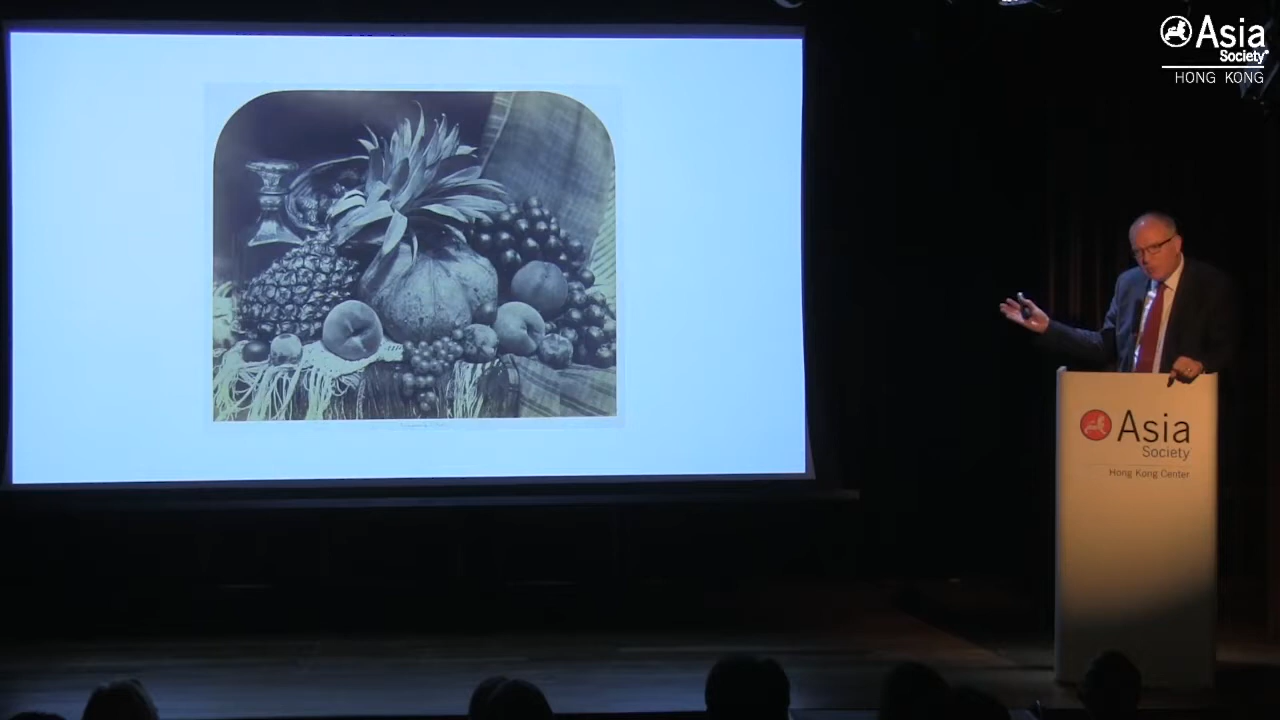 Asia
Society
HONG KONG
Asia
Society
Hong Kong Center